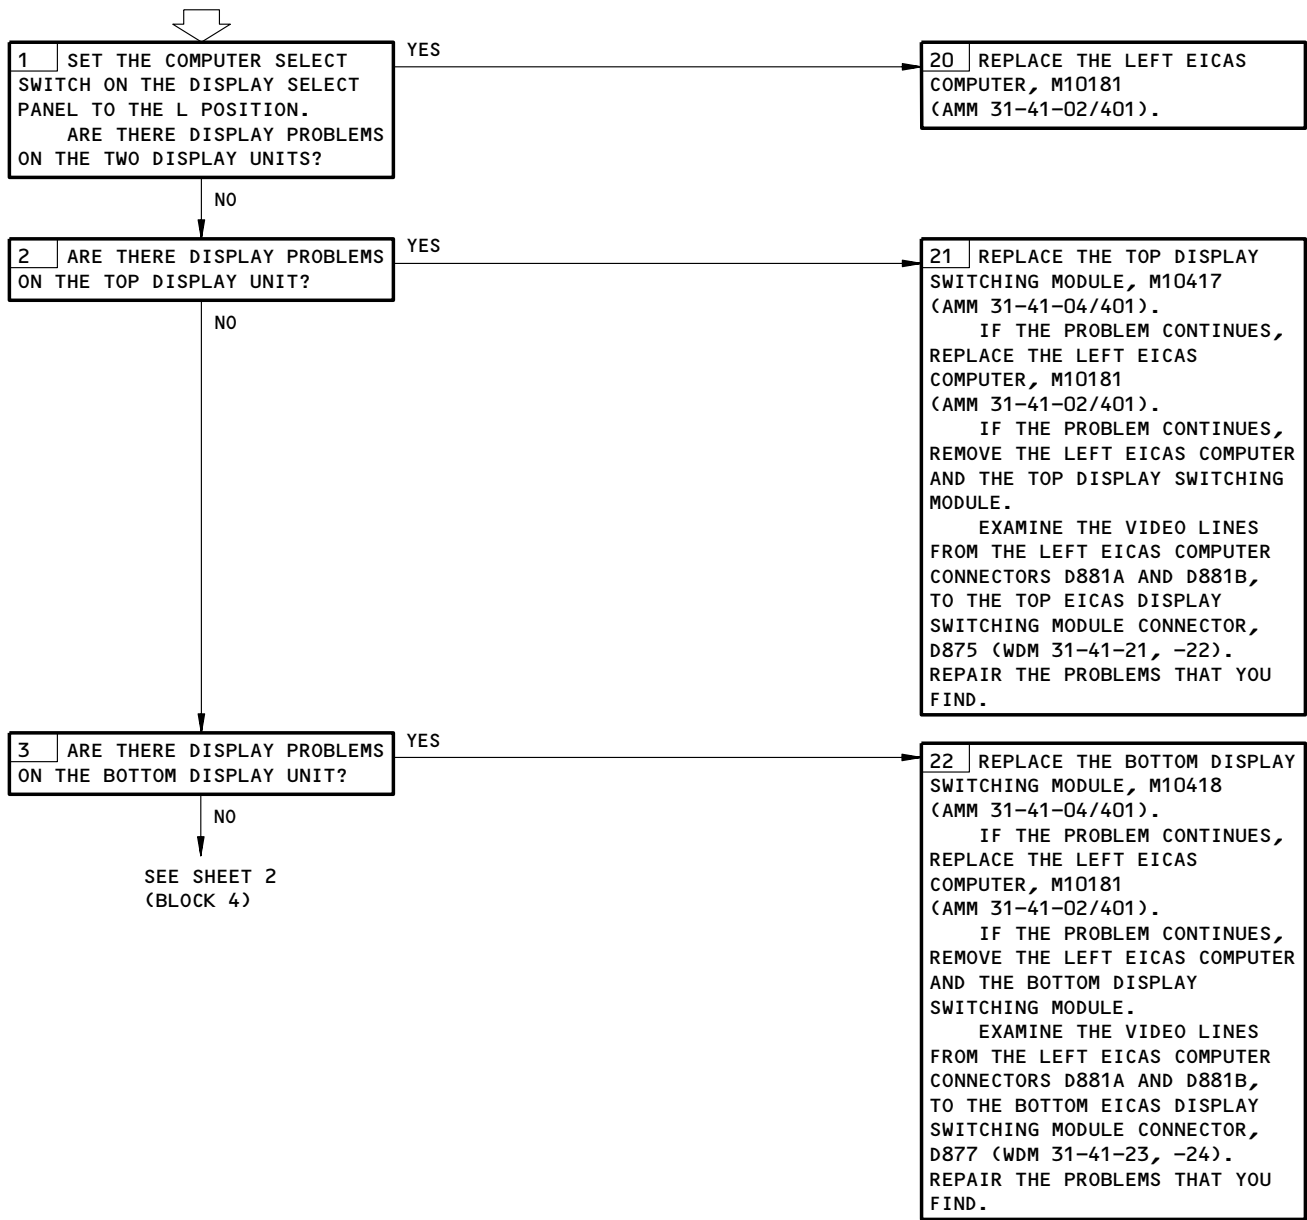 1 SET THE COMPUTER SELECT
SWITCH ON THE DISPLAY SELECT
PANEL TO THE L POSITION.
ARE THERE DISPLAY PROBLEMS
ON THE TWO DISPLAY UNITS?
YES
20 REPLACE THE LEFT EICAS
COMPUTER, M10181
(AMM 31-41-02/401).
NO
2 ARE THERE DISPLAY PROBLEMS
ON THE TOP DISPLAY UNIT?
YES
21 REPLACE THE TOP DISPLAY
SWITCHING MODULE, M10417
(AMM 31-41-04/401).
IF THE PROBLEM CONTINUES,
REPLACE THE LEFT EICAS
COMPUTER, M10181
(AMM 31-41-02/401).
IF THE PROBLEM CONTINUES,
REMOVE THE LEFT EICAS COMPUTER
AND THE TOP DISPLAY SWITCHING
MODULE.
EXAMINE THE VIDEO LINES
FROM THE LEFT EICAS COMPUTER
CONNECTORS D881A AND D881B,
TO THE TOP EICAS DISPLAY
SWITCHING MODULE CONNECTOR,
D875 (WDM 31-41-21, -22).
REPAIR THE PROBLEMS THAT YOU
FIND.
NO
3 ARE THERE DISPLAY PROBLEMS
ON THE BOTTOM DISPLAY UNIT?
YES
22 REPLACE THE BOTTOM DISPLAY
SWITCHING MODULE, M10418
(AMM 31-41-04/401).
IF THE PROBLEM CONTINUES,
REPLACE THE LEFT EICAS
COMPUTER, M10181
(AMM 31-41-02/401).
IF THE PROBLEM CONTINUES,
REMOVE THE LEFT EICAS COMPUTER
AND THE BOTTOM DISPLAY
SWITCHING MODULE.
EXAMINE THE VIDEO LINES
FROM THE LEFT EICAS COMPUTER
CONNECTORS D881A AND D881B,
TO THE BOTTOM EICAS DISPLAY
SWITCHING MODULE CONNECTOR,
D877 (WDM 31-41-23, -24).
REPAIR THE PROBLEMS THAT YOU
FIND.
NO
SEE SHEET 2
(BLOCK 4)